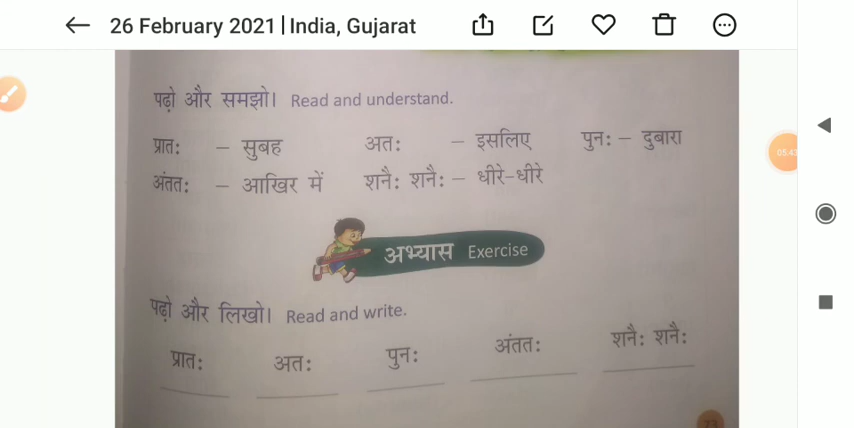 26 February 2021 | India, Gujarat
पढ़ो और समझो। Read and understand.
प्रातः - सुबह अतः - इसलिए पुनः - दुबारा
अंततः - आखिर में शनैः शनैः - धीरे-धीरे
अभ्यास Exercise
पढ़ो और लिखो। Read and write.
प्रातः अतः पुनः अंततः शनैः शनैः